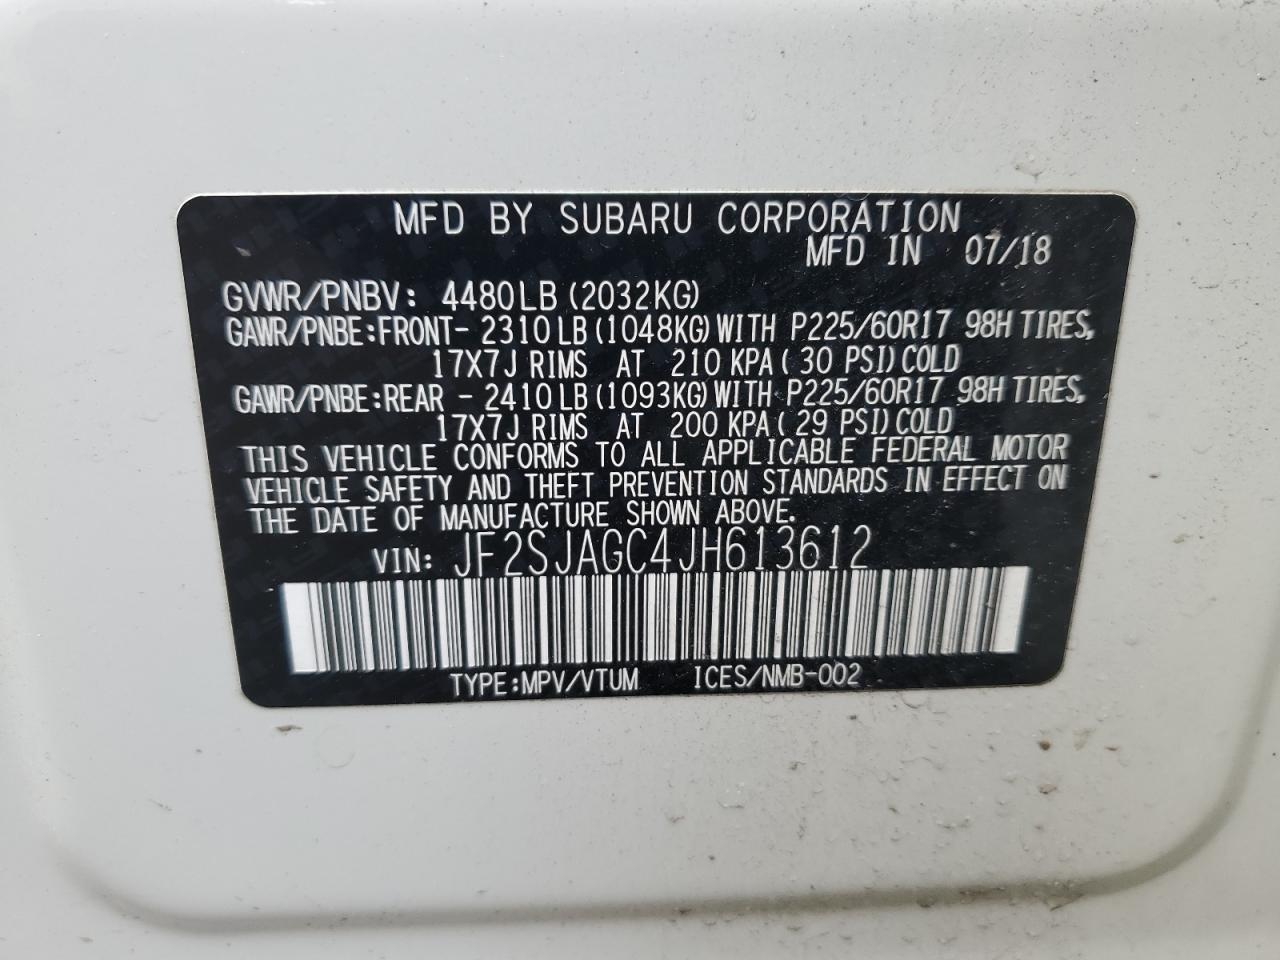 MFD BY SUBARU CORPORATION
MFD IN 07/18
GVWR/PNBV: 4480LB (2032KG)
GAWR/PNBE:FRONT- 2310 LB (1048KG) WITH P225/60R17 98H TIRES,
17X7J RIMS AT 210 KPA ( 30 PSI) COLD
GAWR/PNBE:REAR - 2410 LB (1093KG) WITH P225/60R17 98H TIRES,
17X7J RIMS AT 200 KPA ( 29 PSI) COLD
THIS VEHICLE CONFORMS TO ALL APPLICABLE FEDERAL MOTOR
VEHICLE SAFETY AND THEFT PREVENTION STANDARDS IN EFFECT ON
THE DATE OF MANUFACTURE SHOWN ABOVE.
VIN: JF2SJAGC4JH613612
TYPE:MPV/VTUM ICES/NMB-002